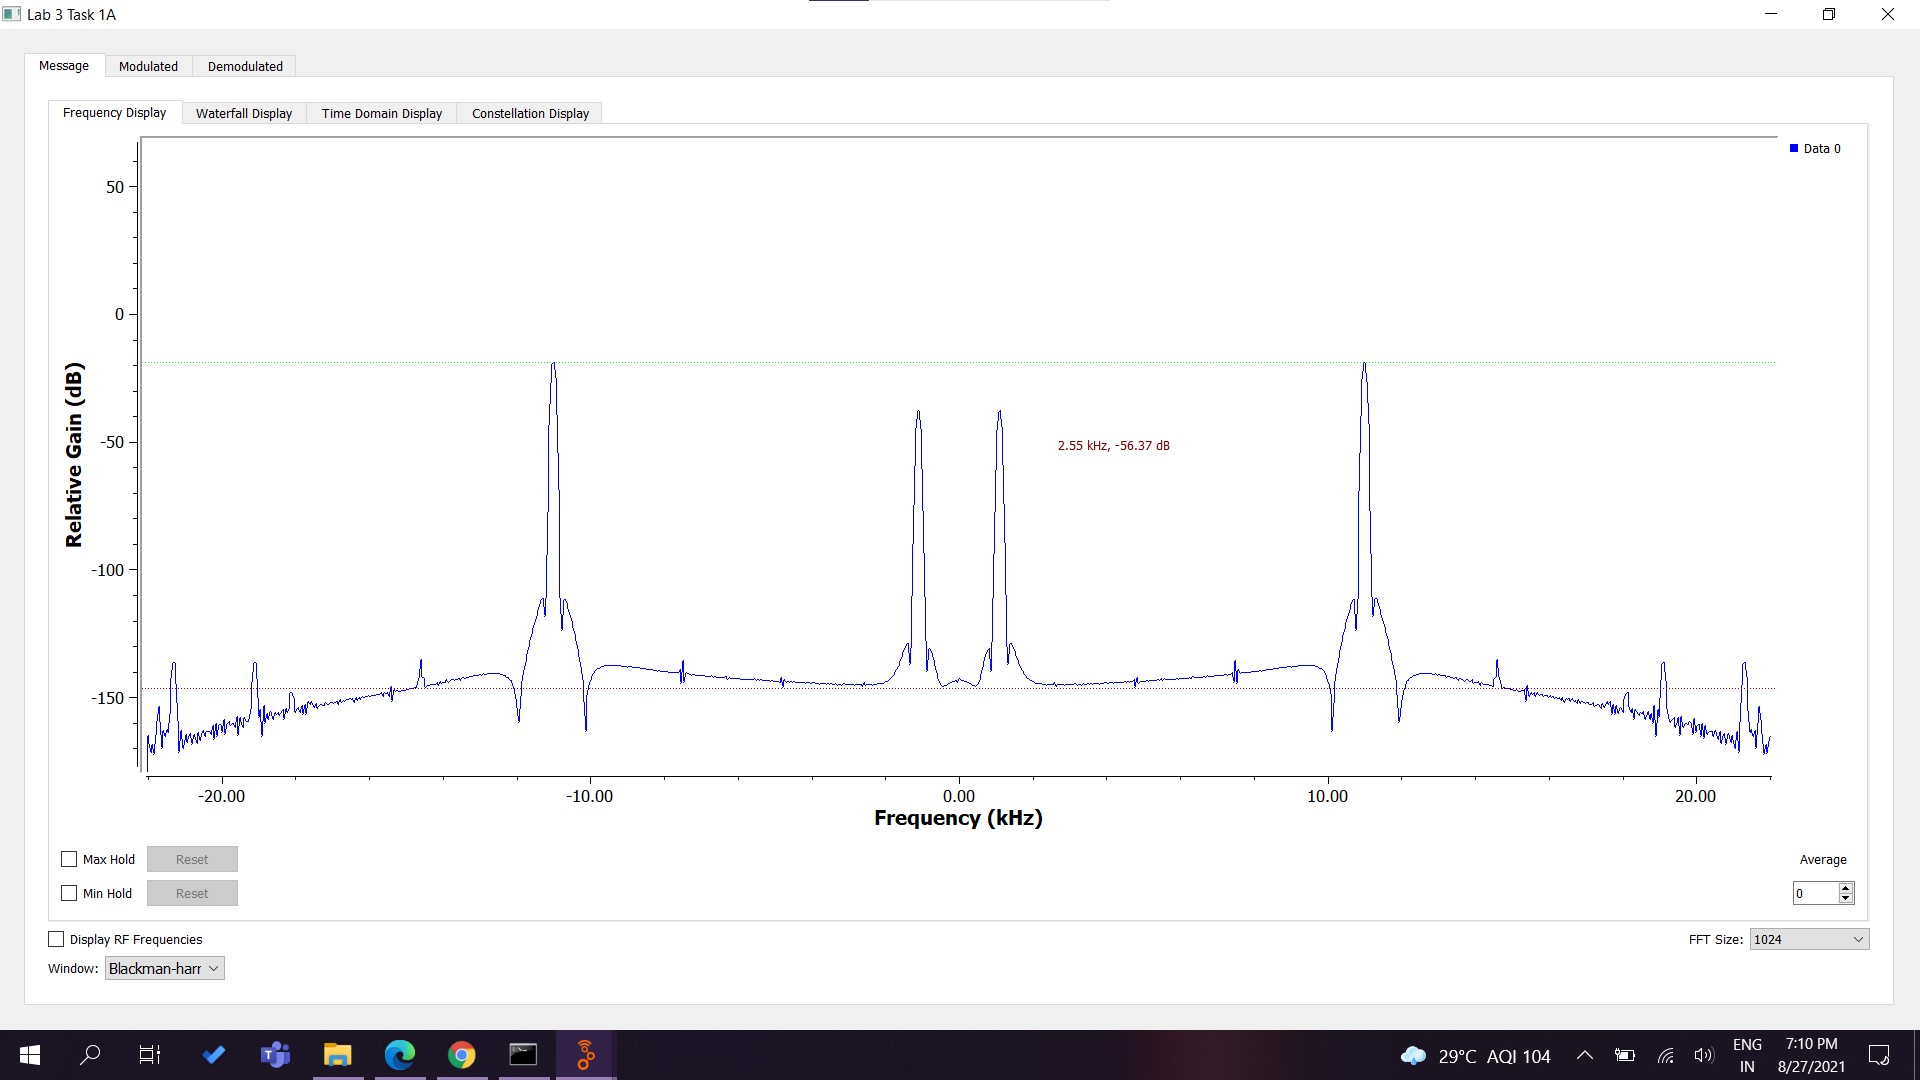 Lab 3 Task 1A
Message Modulated Demodulated
Frequency Display Waterfall Display Time Domain Display Constellation Display
Data 0
50
0
-50
-100
-150
Relative Gain (dB)
2.55 kHz, -56.37 dB
-20.00 -10.00 0.00 10.00 20.00
Frequency (kHz)
Max Hold Reset
Min Hold Reset
Average
0
Display RF Frequencies
FFT Size: 1024
Window: Blackman-harr
29°C AQI 104
ENG
IN
7:10 PM
8/27/2021